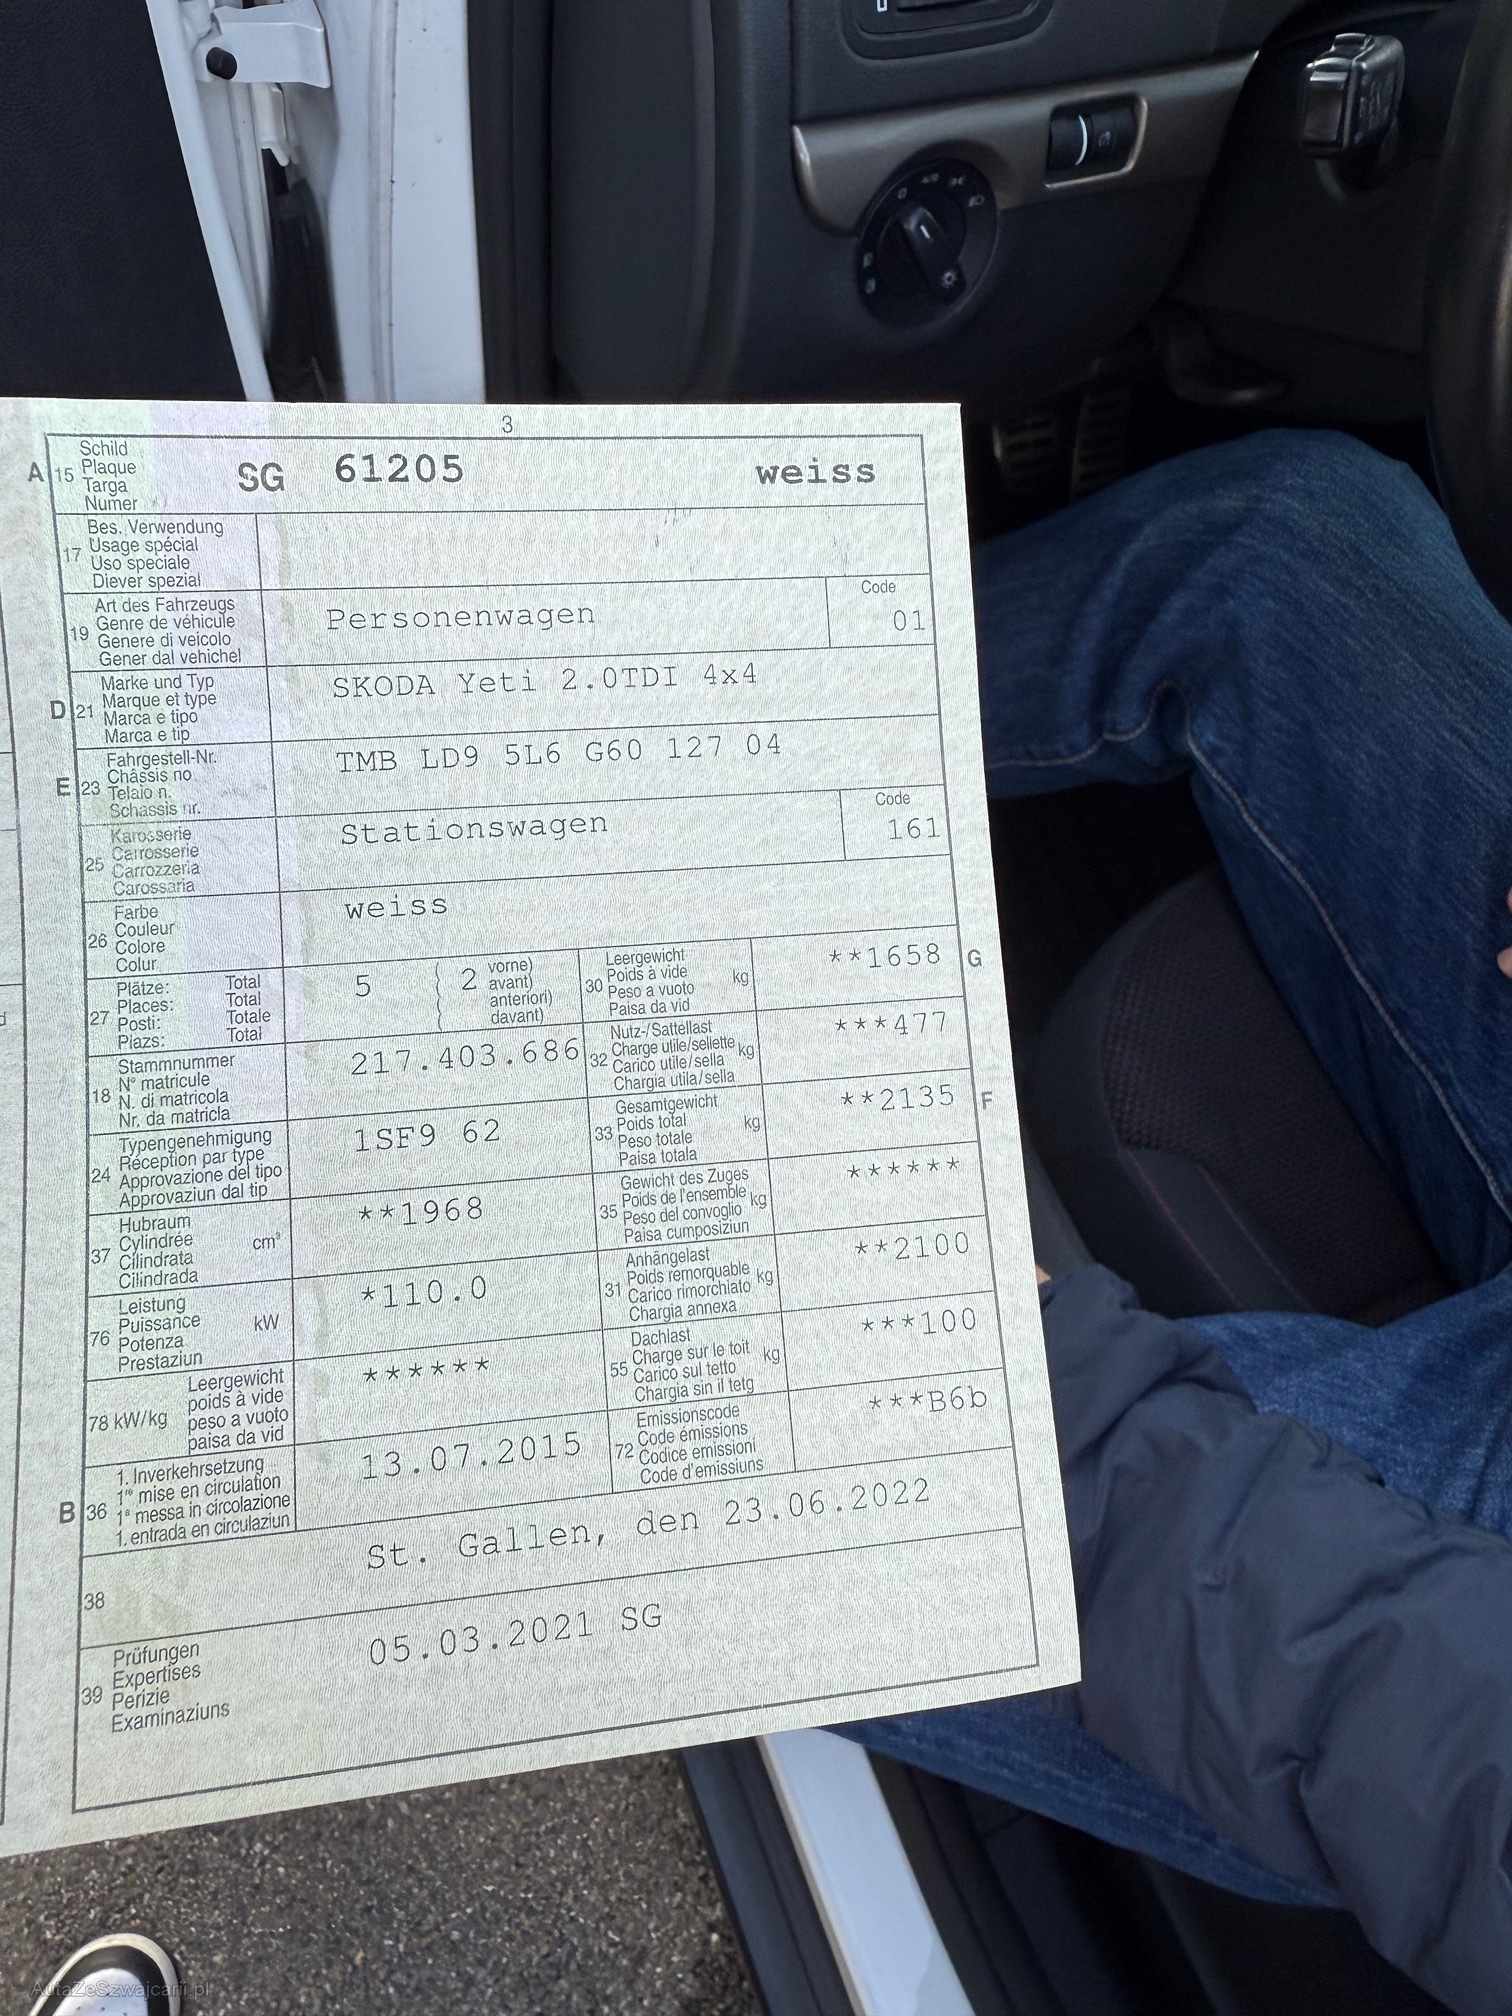 3
A 15 Schild
Plaque
Targa
Numer
SG 61205 weiss
17 Bes. Verwendung
Usage spécial
Uso speciale
Diever spezial
19 Art des Fahrzeugs
Genre de véhicule
Genere di veicolo
Gener dal vehichel
Personenwagen
Code
01
D 21 Marke und Typ
Marque et type
Marca e tipo
Marca e tip
SKODA Yeti 2.0TDI 4x4
E 23 Fahrgestell-Nr.
Châssis no
Telaio n.
Schassis nr.
TMB LD9 5L6 G60 127 04
25 Karosserie
Carrosserie
Carrozzeria
Carossaria
Stationswagen
Code
161
26 Farbe
Couleur
Colore
Colur
weiss
27 Plätze: Total
Places: Total
Posti: Totale
Plazs: Total
5 2 vorne)
avant)
anteriori)
davant)
30 Leergewicht
Poids à vide
Peso a vuoto
Paisa da vid
kg
**1658 G
18 Stammnummer
N° matricule
N. di matricola
Nr. da matricla
217.403.686
32 Nutz-/Sattellast
Charge utile/sellette
Carico utile/sella
Chargia utila/sella
kg
***477
24 Typengenehmigung
Réception par type
Approvazione del tipo
Approvaziun dal tip
1SF9 62
33 Gesamtgewicht
Poids total
Peso totale
Paisa totala
kg
**2135 F
37 Hubraum
Cylindrée
Cilindrata
Cilindrada
cm³
**1968
35 Gewicht des Zuges
Poids de l'ensemble
Peso del convoglio
Paisa cumposiziun
kg
******
76 Leistung
Puissance
Potenza
Prestaziun
kW
*110.0
31 Anhängelast
Poids remorquable
Carico rimorchiato
Chargia annexa
kg
**2100
78 kW/kg Leergewicht
poids à vide
peso a vuoto
paisa da vid
******
55 Dachlast
Charge sur le toit
Carico sul tetto
Chargia sin il tetg
kg
***100
B 36 1. Inverkehrsetzung
1re mise en circulation
1a messa in circolazione
1. entrada en circulaziun
13.07.2015
72 Emissionscode
Code émissions
Codice emissioni
Code d'emissiuns
***B6b
38
St. Gallen, den 23.06.2022
39 Prüfungen
Expertises
Perizie
Examinaziuns
05.03.2021 SG
AutaZeSzwajcarii.pl